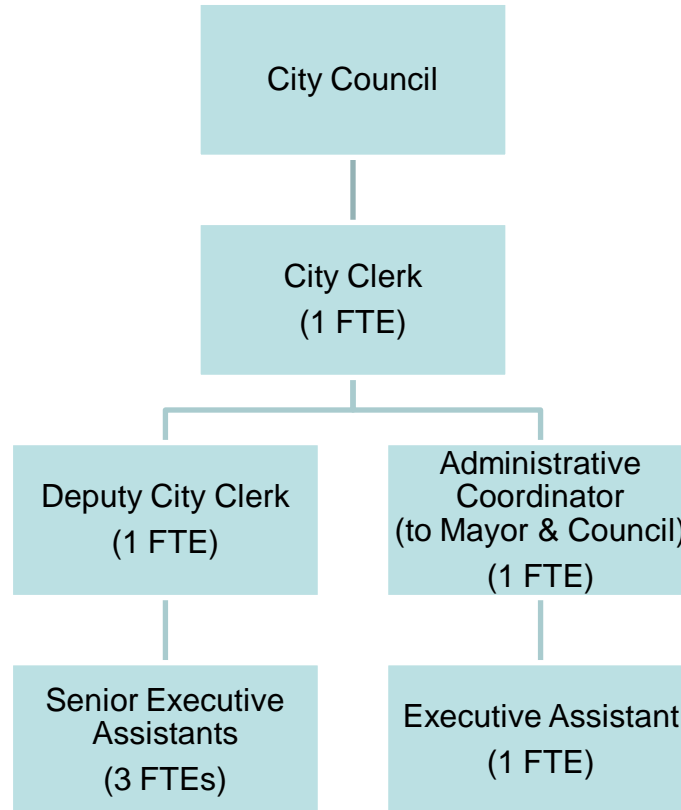 City Council
City Clerk
(1 FTE)
Deputy City Clerk
(1 FTE)
Administrative
Coordinator
(to Mayor & Council)
(1 FTE)
Senior Executive
Assistants
(3 FTEs)
Executive Assistant
(1 FTE)